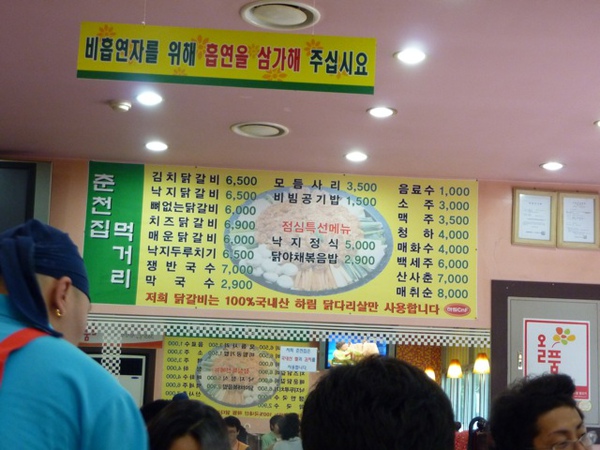 비흡연자를 위해 흡연을 삼가해 주십시요
춘천집
먹거리
김치닭갈비 6,500
낙지닭갈비 6,500
뼈없는닭갈비 6,000
치즈닭갈비 6,900
매운닭갈비 6,000
낙지두루치기 6,500
쟁반국수 7,000
막국수 2,900
모듬사리 3,500
비빔공기밥 1,500
점심특선메뉴
낙지정식 5,000
닭야채볶음밥 2,900
음료수 1,000
소주 3,000
맥주 3,500
청하 4,000
매화수 4,000
백세주 6,000
산사춘 7,000
매취순 8,000
저희 닭갈비는 100%국내산 하림 닭다리살만 사용합니다
올품